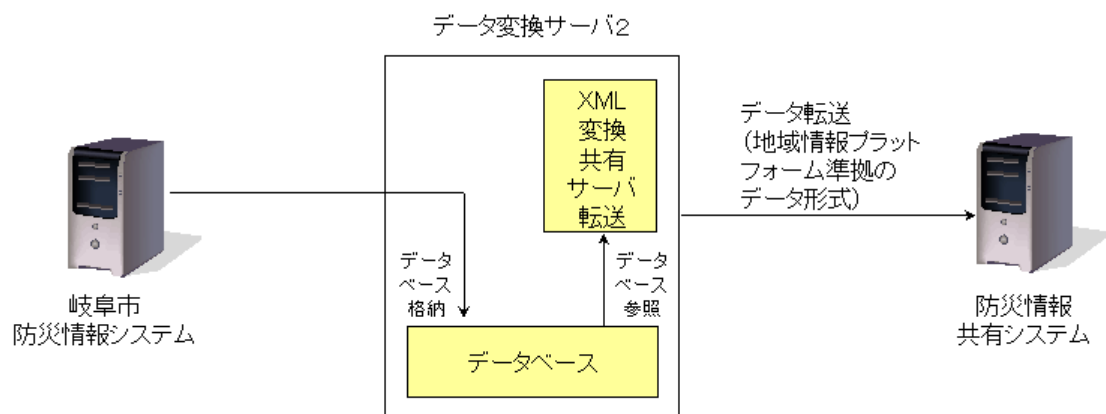 データ変換サーバ2
XML
変換
共有
サーバ
転送
データ転送
（地域情報プラット
フォーム準拠の
データ形式）
データ
ベース
格納
データ
ベース
参照
データベース
岐阜市
防災情報システム
防災情報
共有システム